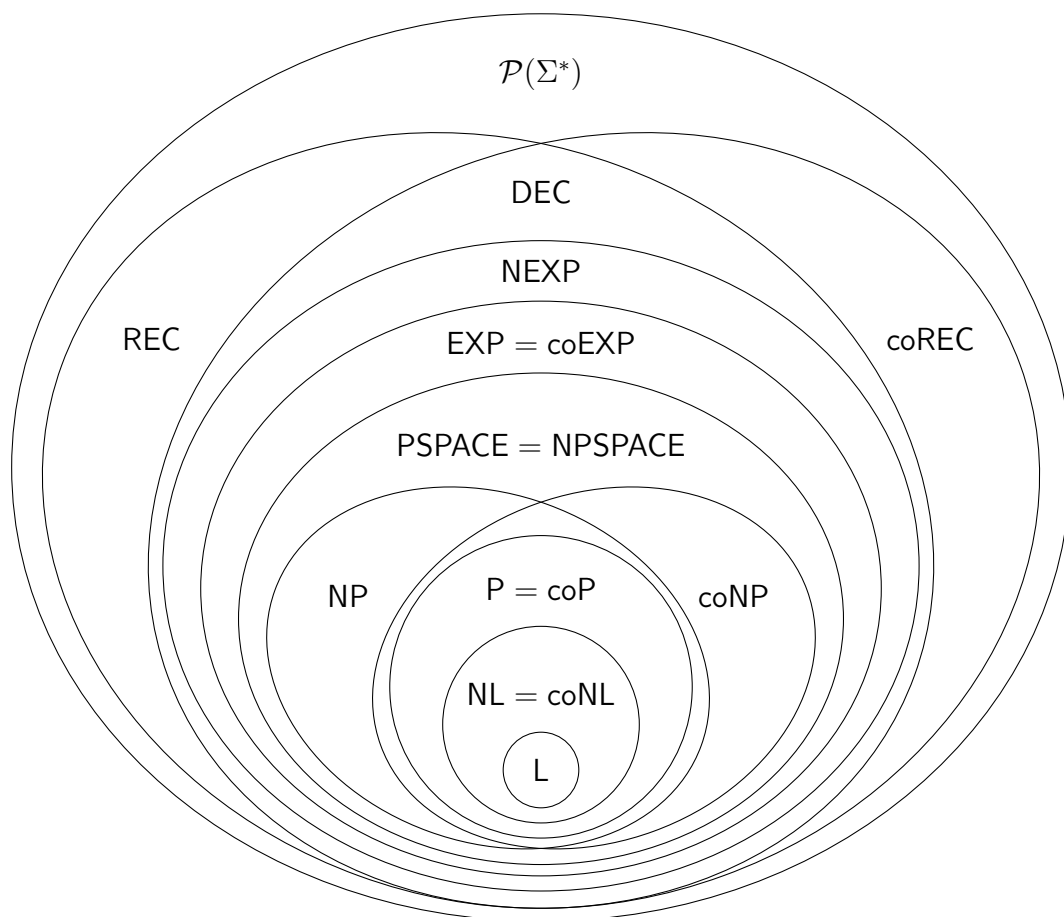 𝒫(Σ*)
DEC
NEXP
REC
EXP = coEXP
coREC
PSPACE = NPSPACE
NP
P = coP
coNP
NL = coNL
L